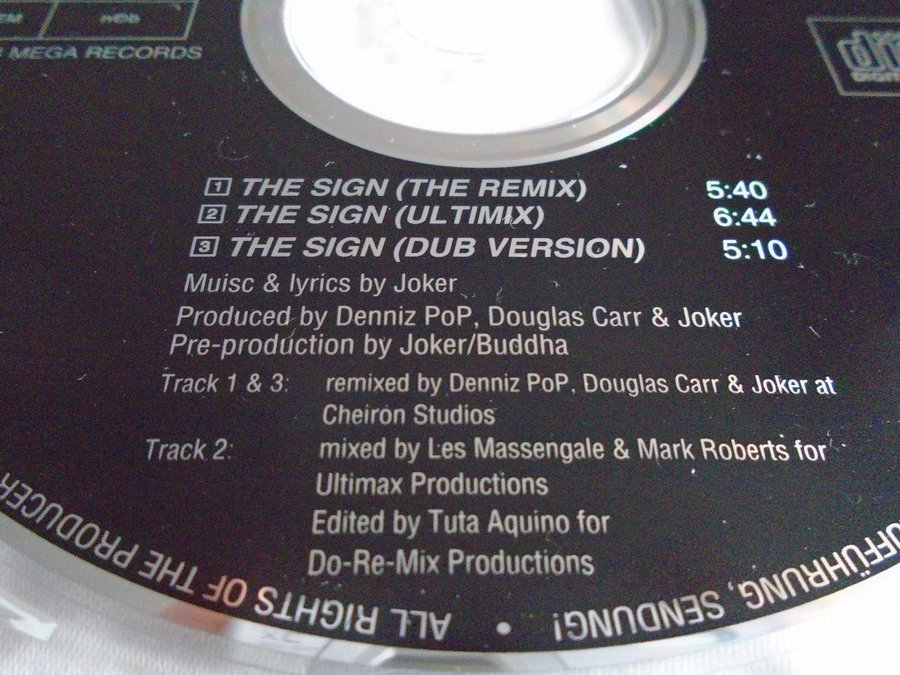 ncb
MEGA RECORDS
1 THE SIGN (THE REMIX) 5:40
2 THE SIGN (ULTIMIX) 6:44
3 THE SIGN (DUB VERSION) 5:10
Muisc & lyrics by Joker
Produced by Denniz PoP, Douglas Carr & Joker
Pre-production by Joker/Buddha
Track 1 & 3: remixed by Denniz PoP, Douglas Carr & Joker at
Cheiron Studios
Track 2: mixed by Les Massengale & Mark Roberts for
Ultimax Productions
Edited by Tuta Aquino for
Do-Re-Mix Productions
SENDUNG! • ALL RIGHTS OF THE PRODUCER